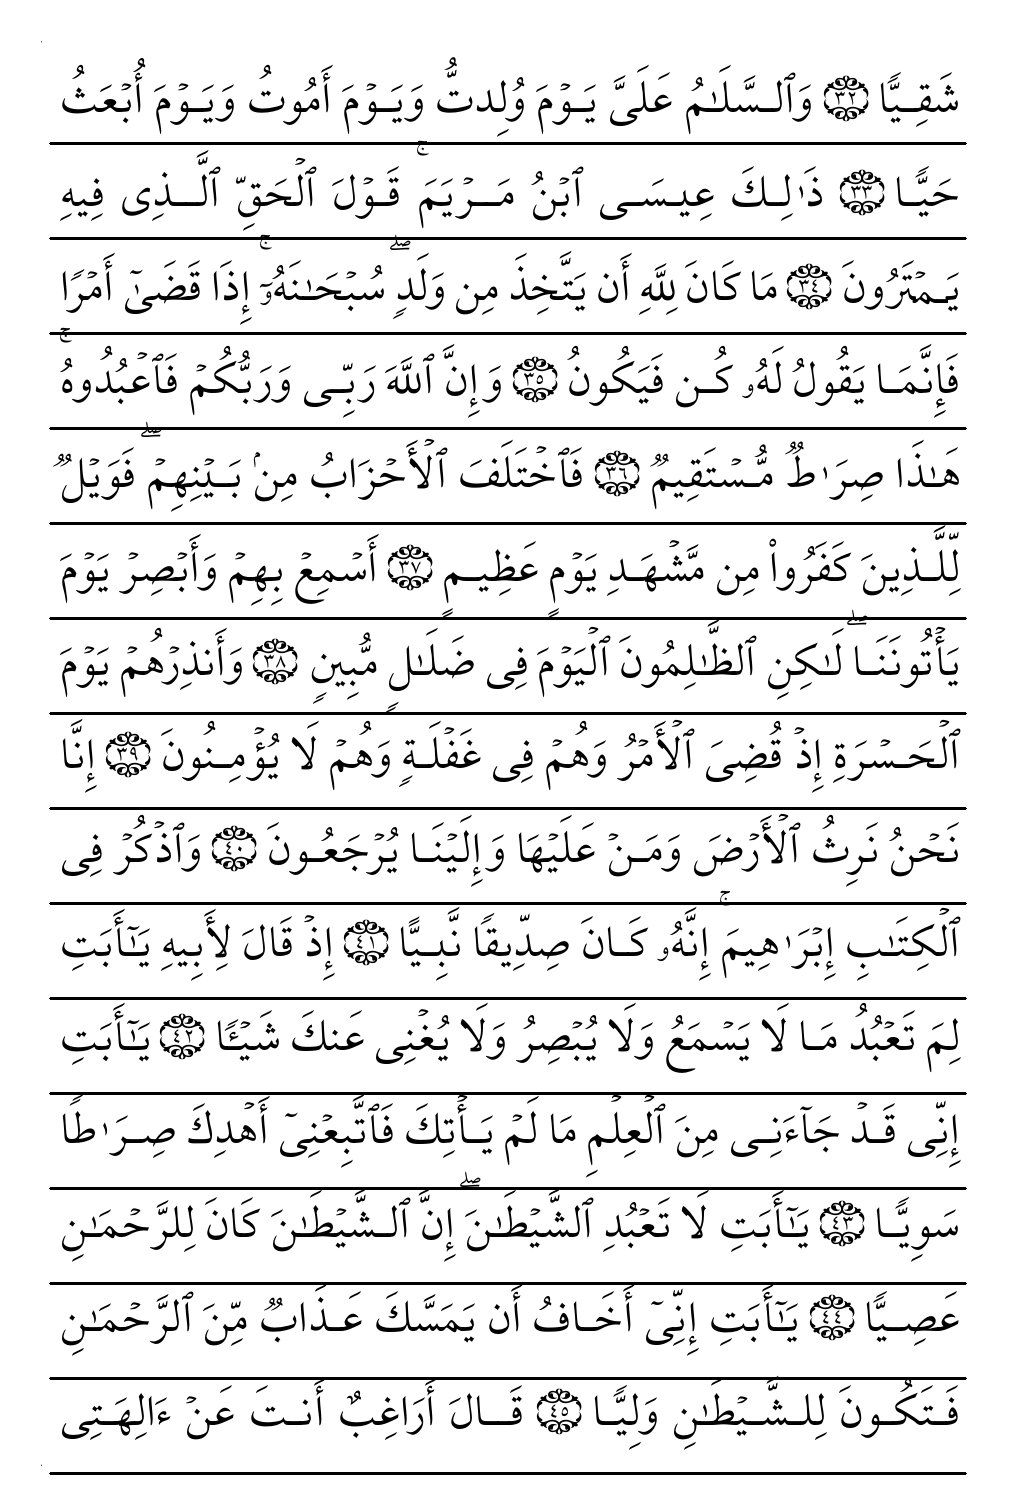 شَقِيًّا ﴿٣٢﴾ وَٱلسَّلَٰمُ عَلَىَّ يَوْمَ وُلِدتُّ وَيَوْمَ أَمُوتُ وَيَوْمَ أُبْعَثُ
حَيًّا ﴿٣٣﴾ ذَٰلِكَ عِيسَى ٱبْنُ مَرْيَمَ ۚ قَوْلَ ٱلْحَقِّ ٱلَّذِى فِيهِ
يَمْتَرُونَ ﴿٣٤﴾ مَا كَانَ لِلَّهِ أَن يَتَّخِذَ مِن وَلَدٍ ۖ سُبْحَٰنَهُۥٓ ۚ إِذَا قَضَىٰٓ أَمْرًا
فَإِنَّمَا يَقُولُ لَهُۥ كُن فَيَكُونُ ﴿٣٥﴾ وَإِنَّ ٱللَّهَ رَبِّى وَرَبُّكُمْ فَٱعْبُدُوهُ ۚ
هَٰذَا صِرَٰطٌ مُّسْتَقِيمٌ ﴿٣٦﴾ فَٱخْتَلَفَ ٱلْأَحْزَابُ مِنۢ بَيْنِهِمْ ۖ فَوَيْلٌ
لِّلَّذِينَ كَفَرُوا۟ مِن مَّشْهَدِ يَوْمٍ عَظِيمٍ ﴿٣٧﴾ أَسْمِعْ بِهِمْ وَأَبْصِرْ يَوْمَ
يَأْتُونَنَا ۖ لَٰكِنِ ٱلظَّٰلِمُونَ ٱلْيَوْمَ فِى ضَلَٰلٍ مُّبِينٍ ﴿٣٨﴾ وَأَنذِرْهُمْ يَوْمَ
ٱلْحَسْرَةِ إِذْ قُضِىَ ٱلْأَمْرُ وَهُمْ فِى غَفْلَةٍ وَهُمْ لَا يُؤْمِنُونَ ﴿٣٩﴾ إِنَّا
نَحْنُ نَرِثُ ٱلْأَرْضَ وَمَنْ عَلَيْهَا وَإِلَيْنَا يُرْجَعُونَ ﴿٤٠﴾ وَٱذْكُرْ فِى
ٱلْكِتَٰبِ إِبْرَٰهِيمَ ۚ إِنَّهُۥ كَانَ صِدِّيقًا نَّبِيًّا ﴿٤١﴾ إِذْ قَالَ لِأَبِيهِ يَٰٓأَبَتِ
لِمَ تَعْبُدُ مَا لَا يَسْمَعُ وَلَا يُبْصِرُ وَلَا يُغْنِى عَنكَ شَيْـًٔا ﴿٤٢﴾ يَٰٓأَبَتِ
إِنِّى قَدْ جَآءَنِى مِنَ ٱلْعِلْمِ مَا لَمْ يَأْتِكَ فَٱتَّبِعْنِىٓ أَهْدِكَ صِرَٰطًا
سَوِيًّا ﴿٤٣﴾ يَٰٓأَبَتِ لَا تَعْبُدِ ٱلشَّيْطَٰنَ ۖ إِنَّ ٱلشَّيْطَٰنَ كَانَ لِلرَّحْمَٰنِ
عَصِيًّا ﴿٤٤﴾ يَٰٓأَبَتِ إِنِّىٓ أَخَافُ أَن يَمَسَّكَ عَذَابٌ مِّنَ ٱلرَّحْمَٰنِ
فَتَكُونَ لِلشَّيْطَٰنِ وَلِيًّا ﴿٤٥﴾ قَالَ أَرَاغِبٌ أَنتَ عَنْ ءَالِهَتِى